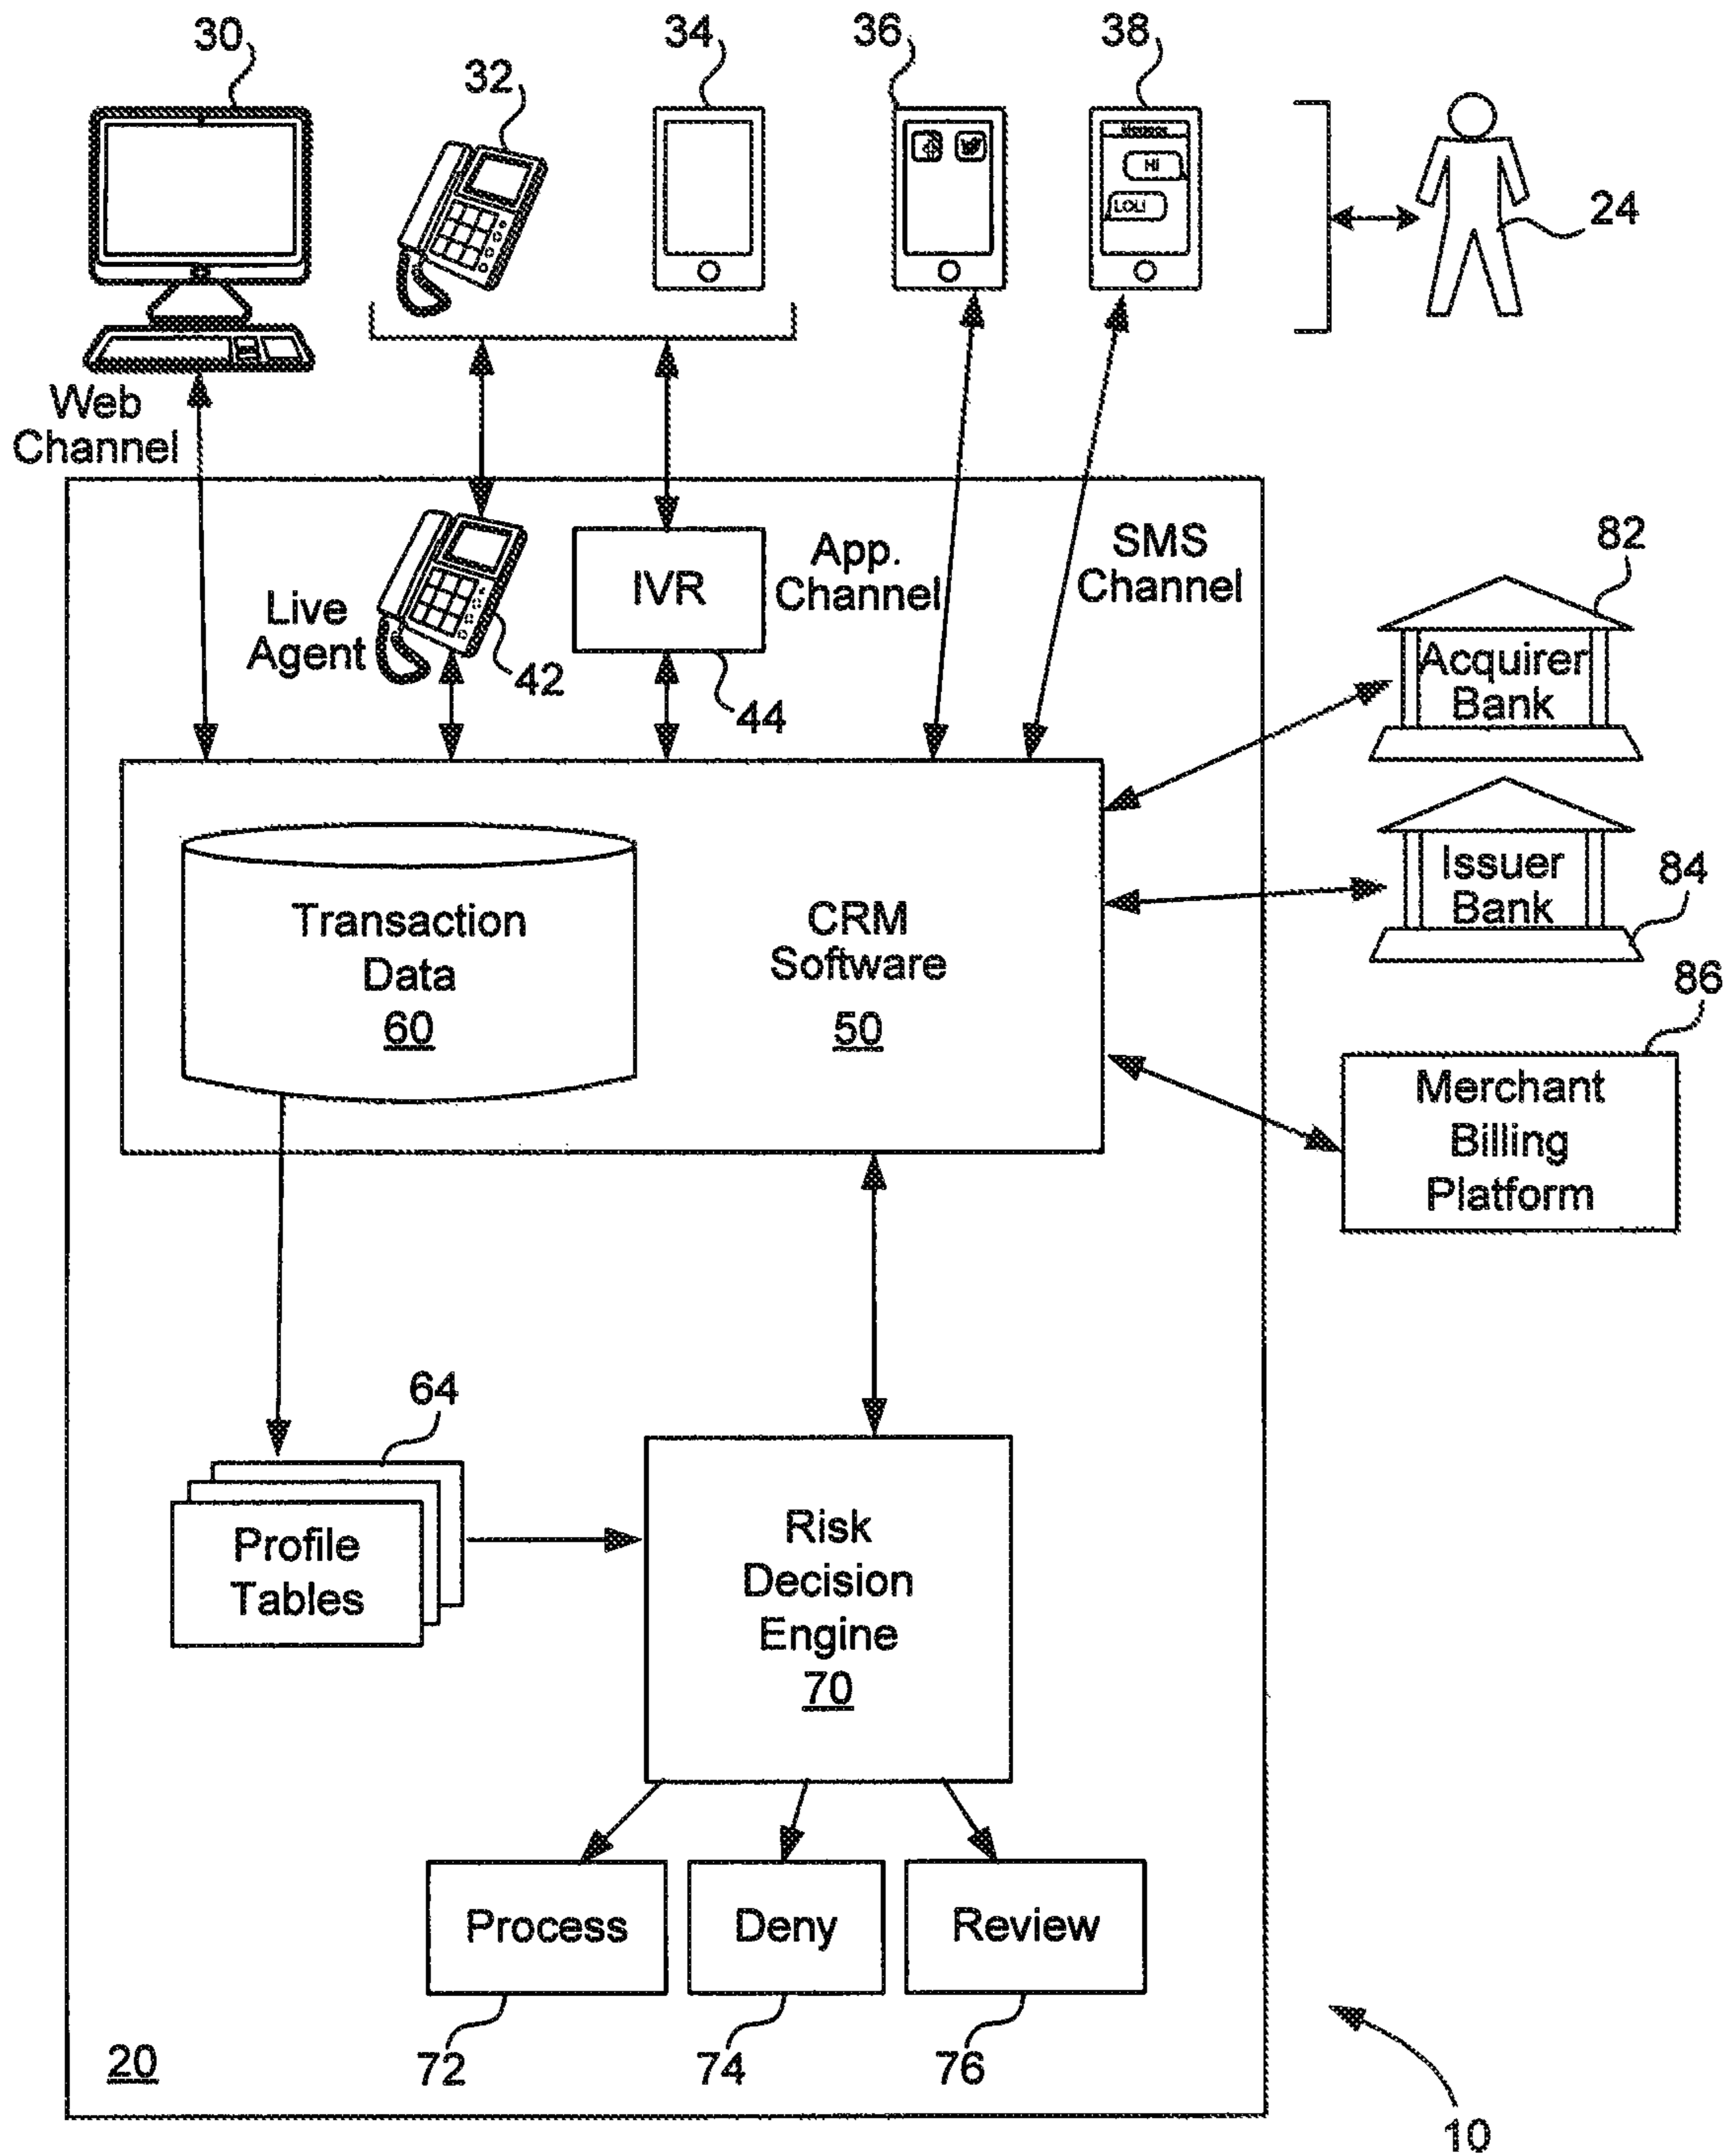 30
32
34
36
38
Hi
LOL!
24
Web
Channel
Live
Agent
42
IVR
44
App.
Channel
SMS
Channel
82
Acquirer
Bank
Issuer
Bank
84
86
Merchant
Billing
Platform
Transaction
Data
60
CRM
Software
50
64
Profile
Tables
Risk
Decision
Engine
70
Process
Deny
Review
72
74
76
20
10